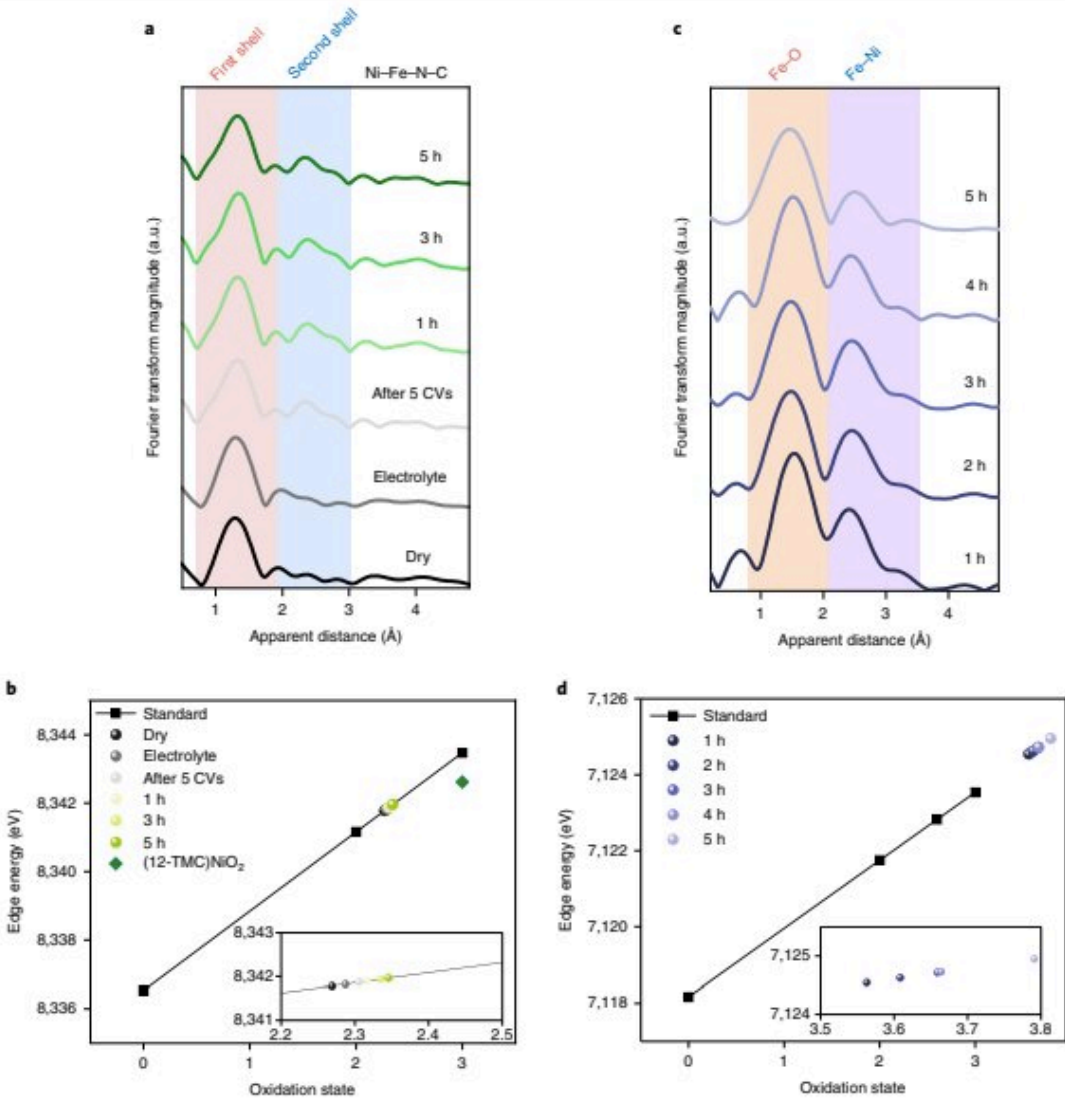 a
First shell
Second shell
Ni–Fe–N–C
5 h
3 h
1 h
After 5 CVs
Electrolyte
Dry
Fourier transform magnitude (a.u.)
1 2 3 4
Apparent distance (Å)
c
Fe–O
Fe–Ni
5 h
4 h
3 h
2 h
1 h
Fourier transform magnitude (a.u.)
1 2 3 4
Apparent distance (Å)
b
Standard
Dry
Electrolyte
After 5 CVs
1 h
3 h
5 h
(12-TMC)NiO₂
8,344
8,342
8,340
8,338
8,336
Edge energy (eV)
8,343
8,342
8,341
2.2 2.3 2.4 2.5
0 1 2 3
Oxidation state
d
Standard
1 h
2 h
3 h
4 h
5 h
7,126
7,124
7,122
7,120
7,118
Edge energy (eV)
7,125
7,124
3.5 3.6 3.7 3.8
0 1 2 3
Oxidation state